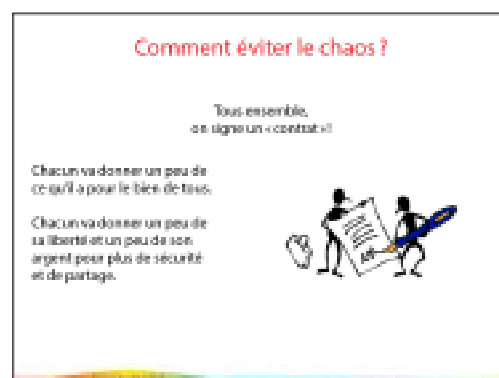 Comment éviter le chaos ?
Tous ensemble,
on signe un « contrat » !
Chacun va donner un peu de
ce qu'il a pour le bien de tous.
Chacun va donner un peu de
sa liberté et un peu de son
argent pour plus de sécurité
et de partage.